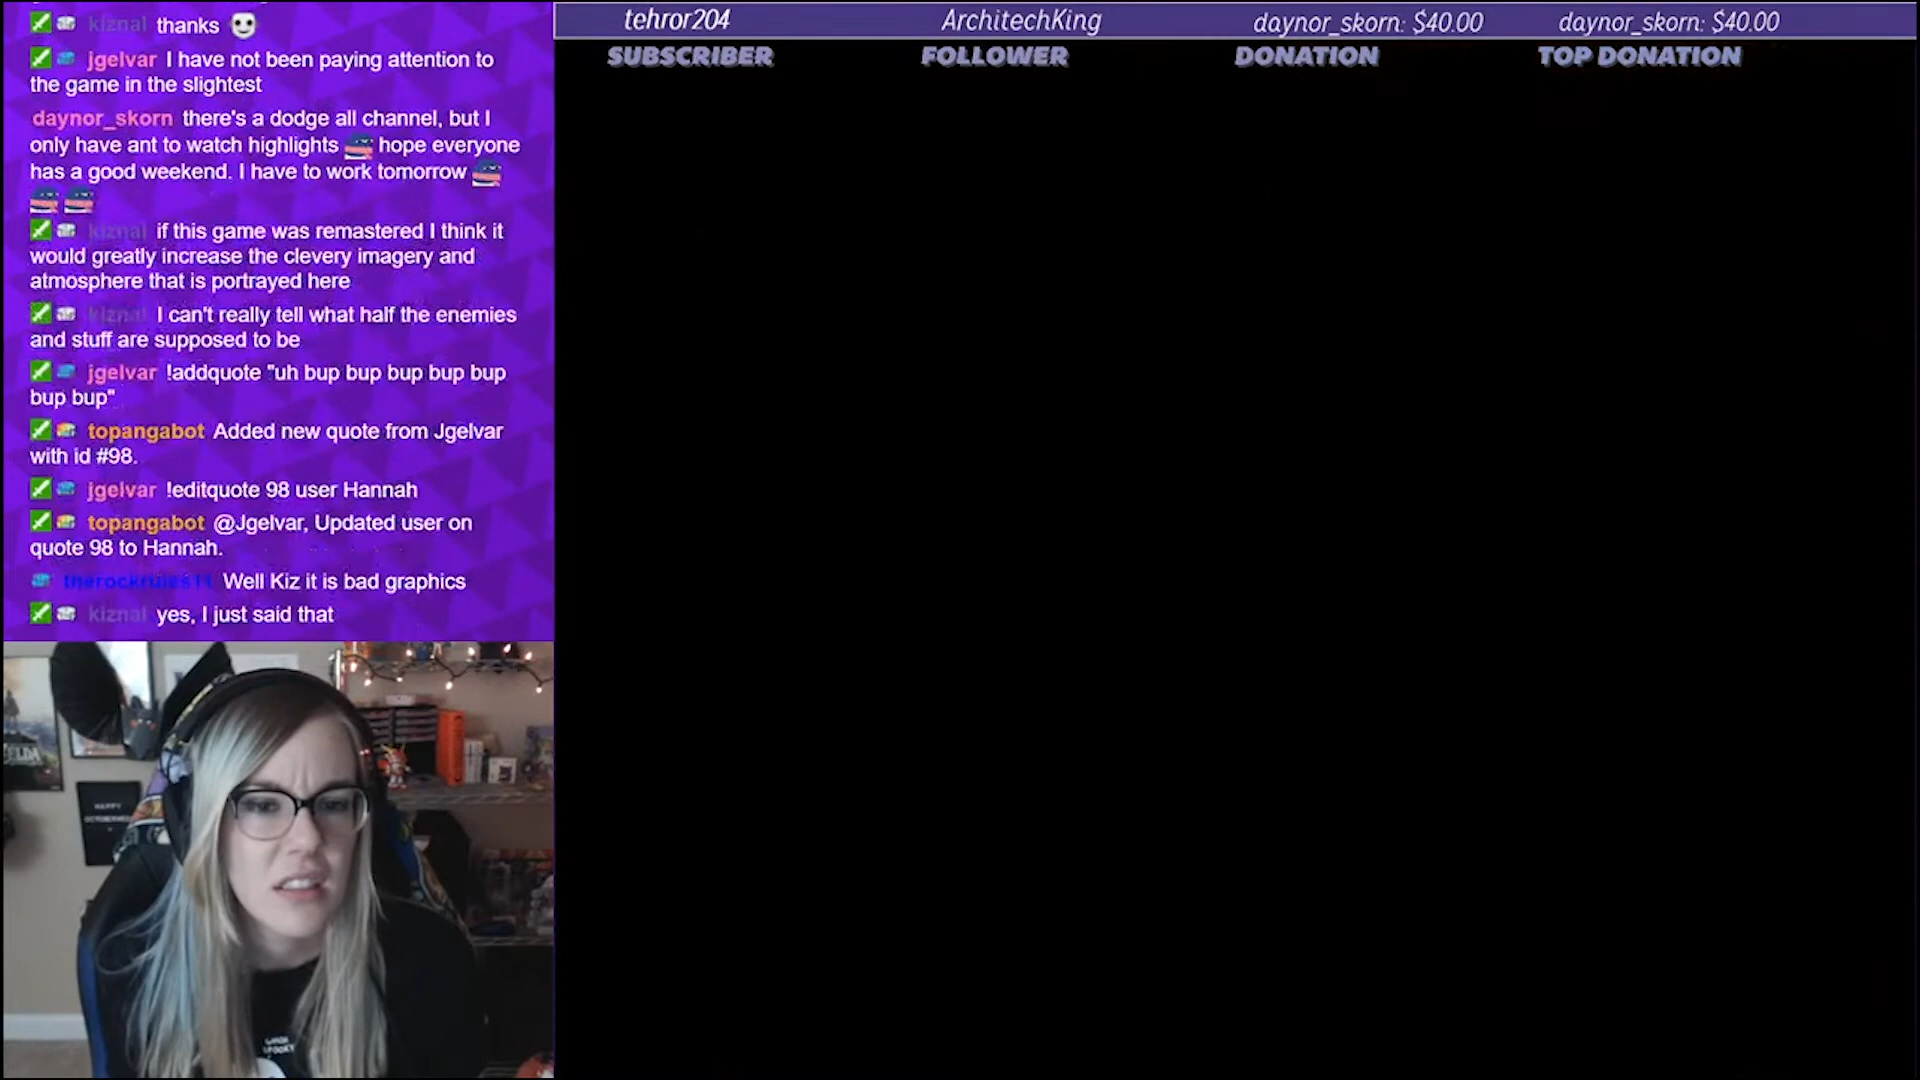 tehror204 ArchitechKing daynor_skorn: $40.00 daynor_skorn: $40.00
SUBSCRIBER FOLLOWER DONATION TOP DONATION
kiznal thanks
jgelvar I have not been paying attention to
the game in the slightest
daynor_skorn there's a dodge all channel, but I
only have ant to watch highlights hope everyone
has a good weekend. I have to work tomorrow
kiznal if this game was remastered I think it
would greatly increase the clevery imagery and
atmosphere that is portrayed here
kiznal I can't really tell what half the enemies
and stuff are supposed to be
jgelvar !addquote "uh bup bup bup bup bup
bup bup"
topangabot Added new quote from Jgelvar
with id #98.
jgelvar !editquote 98 user Hannah
topangabot @Jgelvar, Updated user on
quote 98 to Hannah.
therockrules11 Well Kiz it is bad graphics
kiznal yes, I just said that
HAPPY